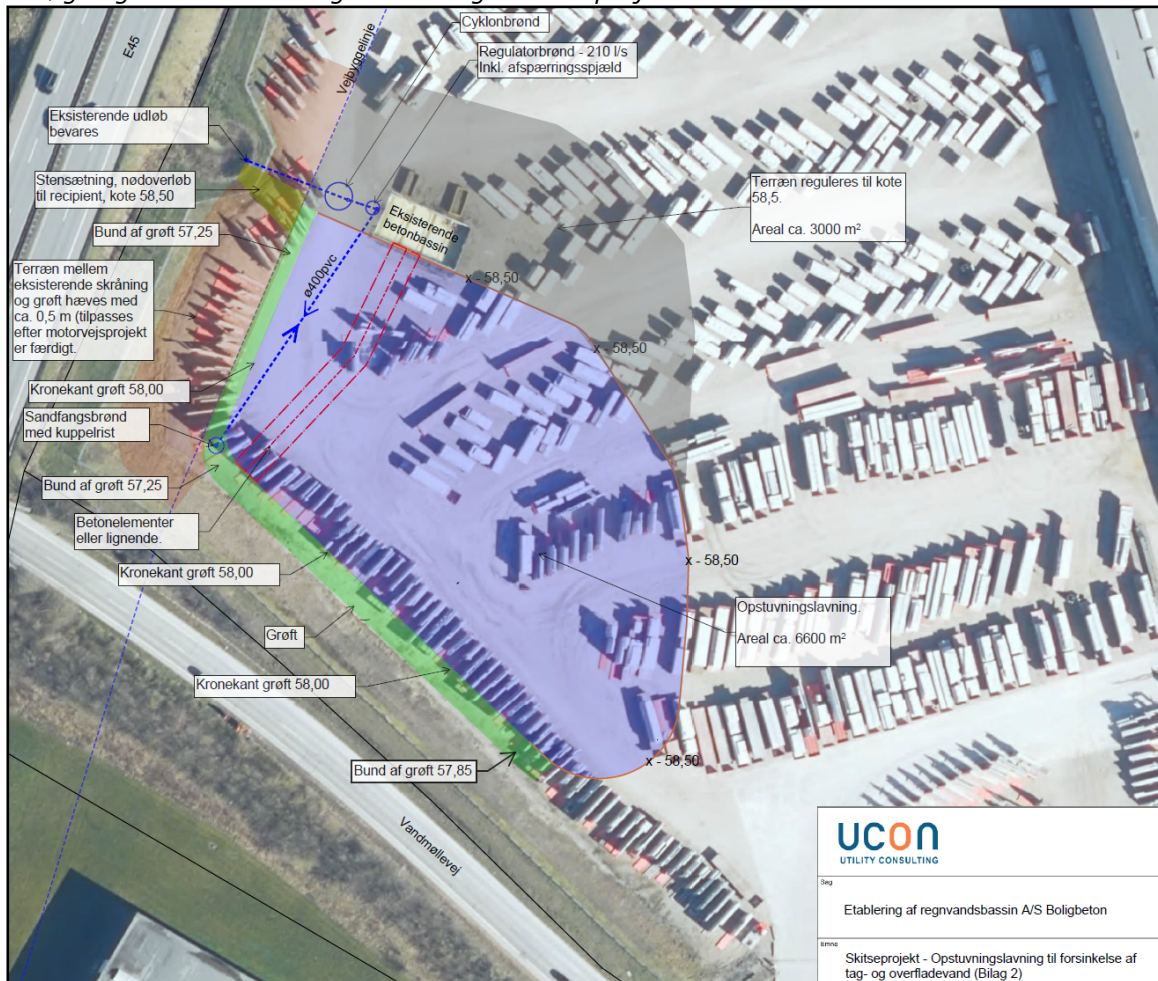 E45
Vejbyggelinje
Cyklonbrønd
Regulatorbrønd - 210 l/s
Inkl. afspærringsspjæld
Eksisterende udløb
bevares
Stensætning, nødoverløb
til recipient, kote 58,50
Bund af grøft 57,25
Terræn mellem
eksisterende skråning
og grøft hæves med
ca. 0,5 m (tilpasses
efter motorvejsprojekt
er færdigt.
Eksisterende
betonbassin
Terræn reguleres til kote
58,5.
Areal ca. 3000 m²
x - 58,50
ø400pvc
x - 58,50
Kronekant grøft 58,00
Sandfangsbrønd
med kuppelrist
Bund af grøft 57,25
Betonelementer
eller lignende.
Kronekant grøft 58,00
x - 58,50
Opstuvningslavning.
Areal ca. 6600 m²
Grøft
Kronekant grøft 58,00
x - 58,50
Bund af grøft 57,85
Vandmøllevej
UCON
UTILITY CONSULTING
Sag
Etablering af regnvandsbassin A/S Boligbeton
Emne
Skitseprojekt - Opstuvningslavning til forsinkelse af
tag- og overfladevand (Bilag 2)